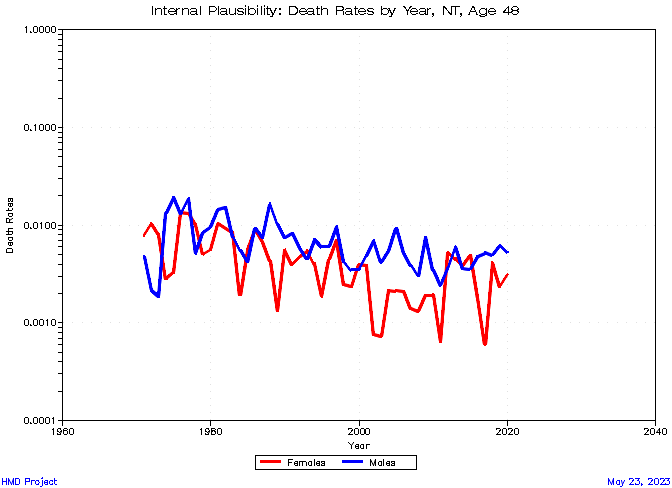 Internal Plausibility: Death Rates by Year, NT, Age 48
1.0000
0.1000
0.0100
0.0010
0.0001
Death Rates
1960
1980
2000
2020
2040
Year
Females
Males
HMD Project
May 23, 2023